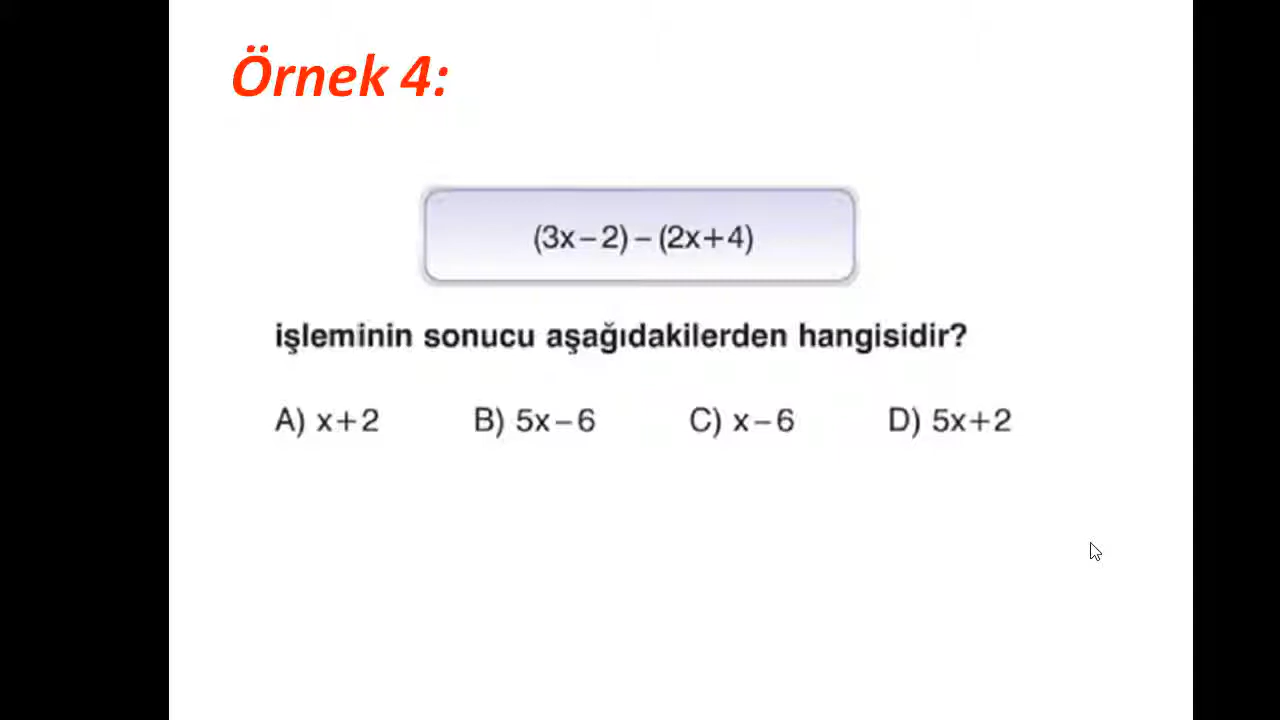 Örnek 4:
(3x–2)–(2x+4)
işleminin sonucu aşağıdakilerden hangisidir?
A) x+2 B) 5x–6 C) x–6 D) 5x+2